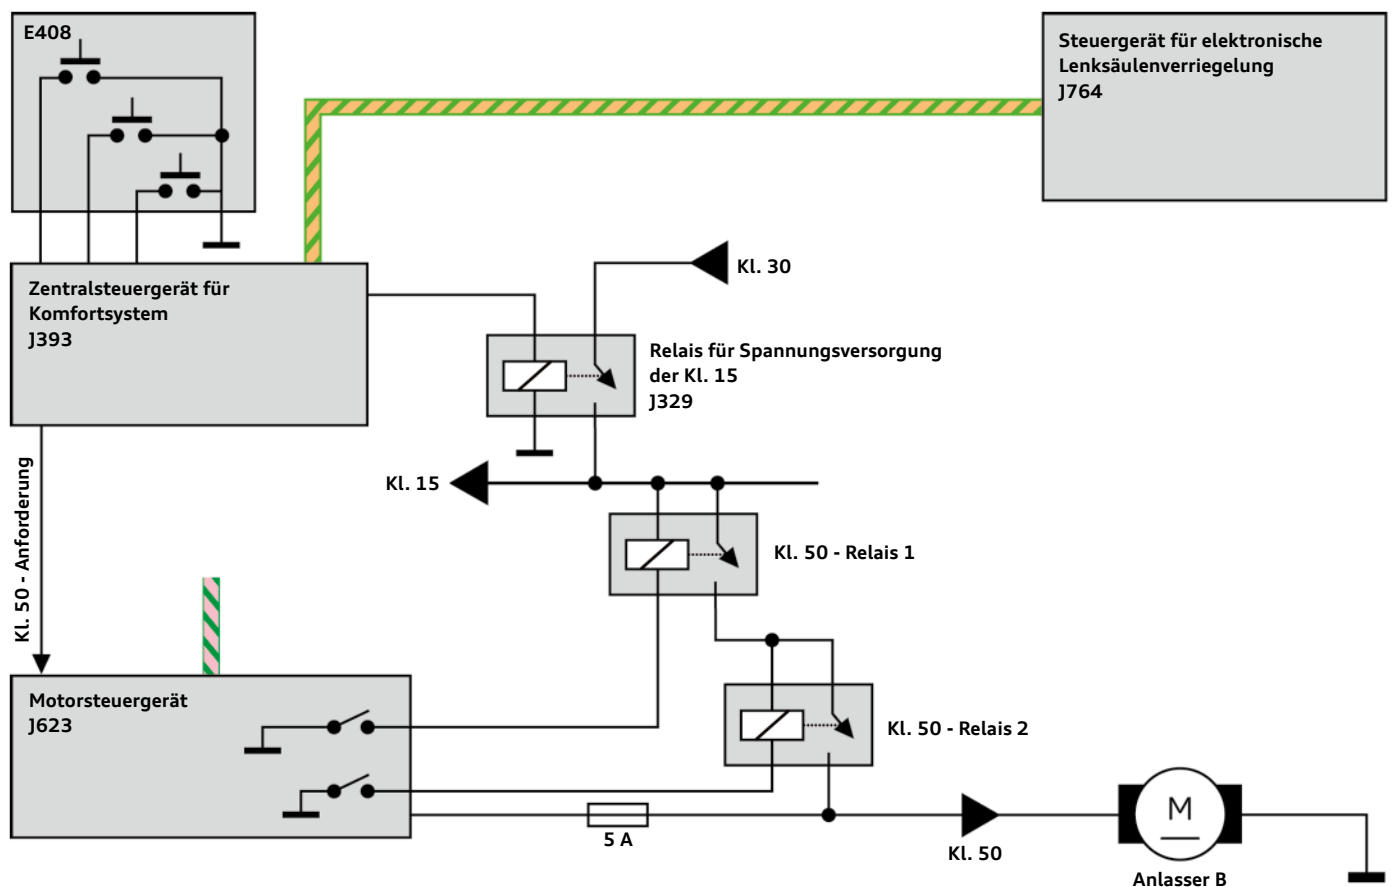 E408
Steuergerät für elektronische
Lenksäulenverriegelung
J764
Zentralsteuergerät für
Komfortsystem
J393
Kl. 30
Relais für Spannungsversorgung
der Kl. 15
J329
Kl. 15
Kl. 50 - Anforderung
Kl. 50 - Relais 1
Motorsteuergerät
J623
Kl. 50 - Relais 2
5 A
Kl. 50
M
Anlasser B